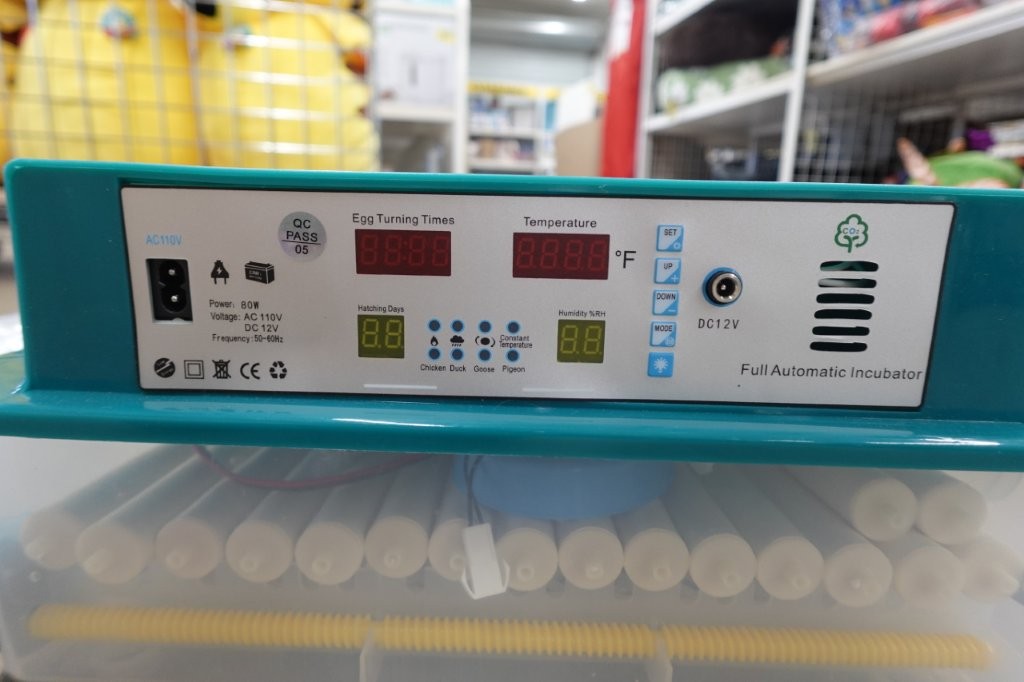 AC110V
QC
PASS
05
Egg Turning Times
Temperature
°F
SET
UP
DOWN
MODE
CO₂
DC12V
Power: 80W
Voltage: AC 110V
DC 12V
Frequency:50-60Hz
Hatching Days
Humidity %RH
Constant
Temperature
Chicken Duck Goose Pigeon
CE
Full Automatic Incubator